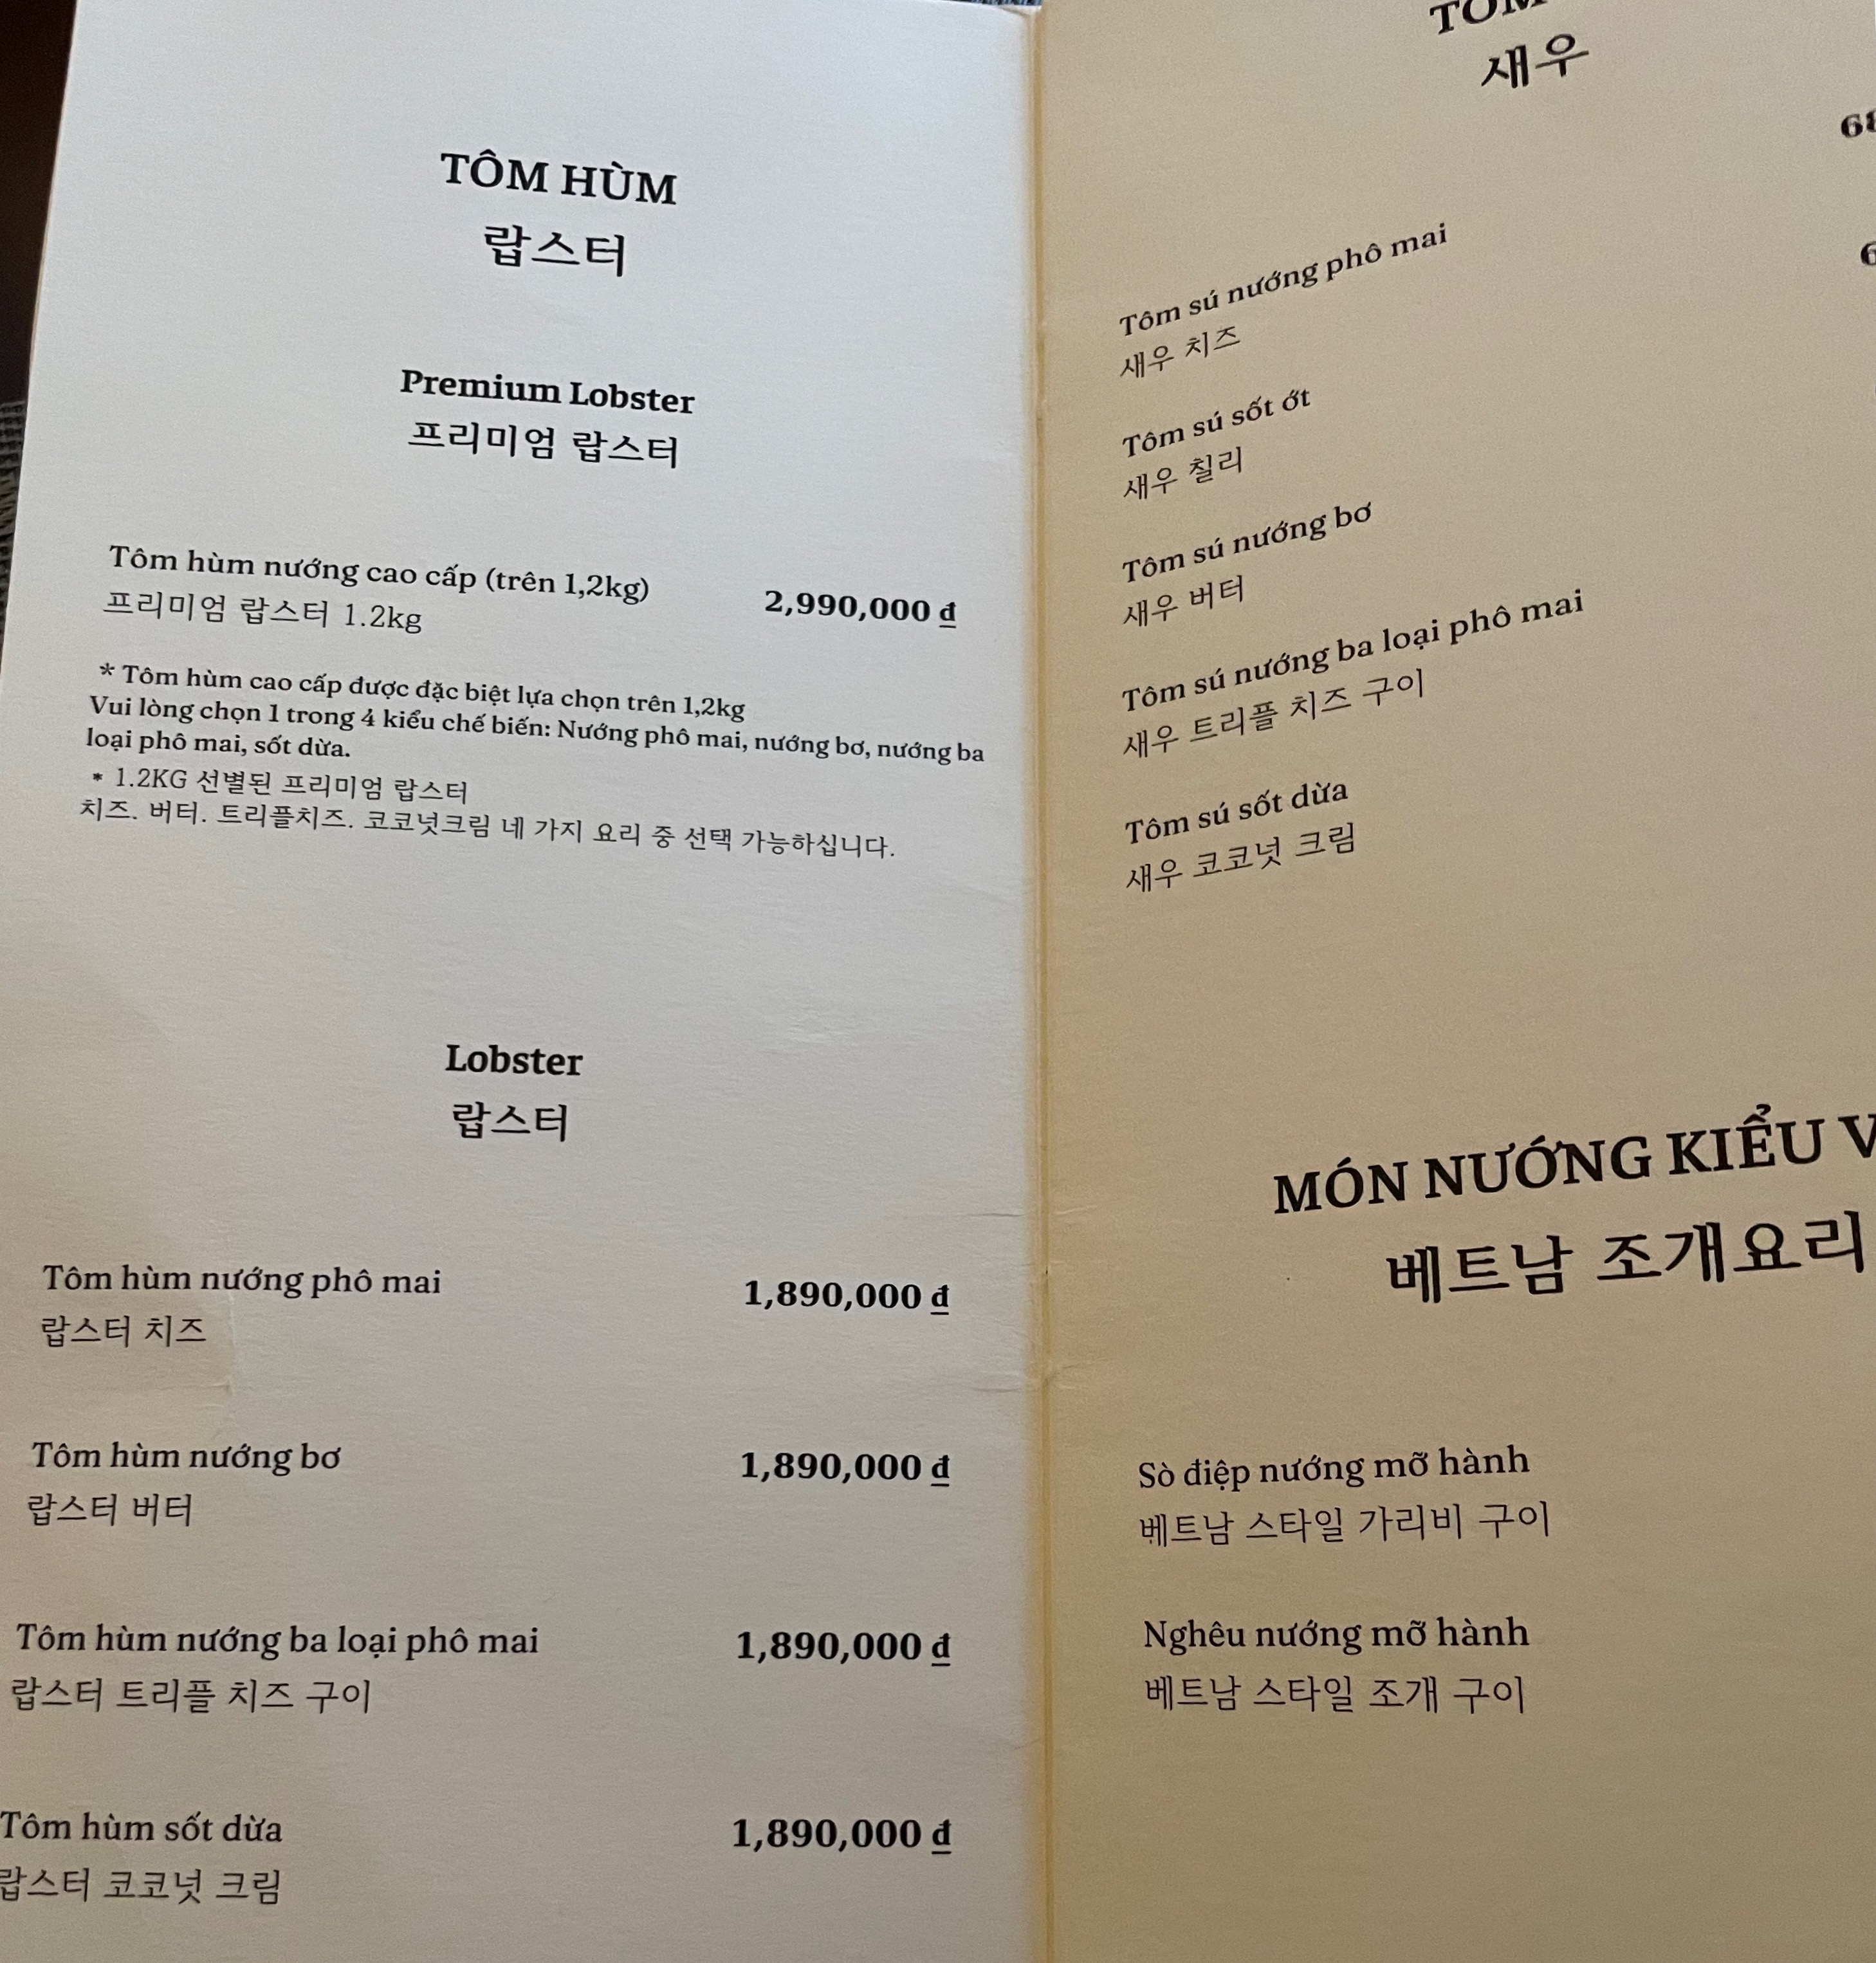 TÔM HÙM
랍스터
Premium Lobster
프리미엄 랍스터
Tôm hùm nướng cao cấp (trên 1,2kg) 2,990,000 ₫
프리미엄 랍스터 1.2kg
* Tôm hùm cao cấp được đặc biệt lựa chọn trên 1,2kg
Vui lòng chọn 1 trong 4 kiểu chế biến: Nướng phô mai, nướng bơ, nướng ba
loại phô mai, sốt dừa.
* 1.2KG 선별된 프리미엄 랍스터
치즈. 버터. 트리플치즈. 코코넛크림 네 가지 요리 중 선택 가능하십니다.
Lobster
랍스터
Tôm hùm nướng phô mai 1,890,000 ₫
랍스터 치즈
Tôm hùm nướng bơ 1,890,000 ₫
랍스터 버터
Tôm hùm nướng ba loại phô mai 1,890,000 ₫
랍스터 트리플 치즈 구이
Tôm hùm sốt dừa 1,890,000 ₫
랍스터 코코넛 크림
새우
Tôm sú nướng phô mai
새우 치즈
Tôm sú sốt ớt
새우 칠리
Tôm sú nướng bơ
새우 버터
Tôm sú nướng ba loại phô mai
새우 트리플 치즈 구이
Tôm sú sốt dừa
새우 코코넛 크림
MÓN NƯỚNG KIỂU V
베트남 조개요리
Sò điệp nướng mỡ hành
베트남 스타일 가리비 구이
Nghêu nướng mỡ hành
베트남 스타일 조개 구이